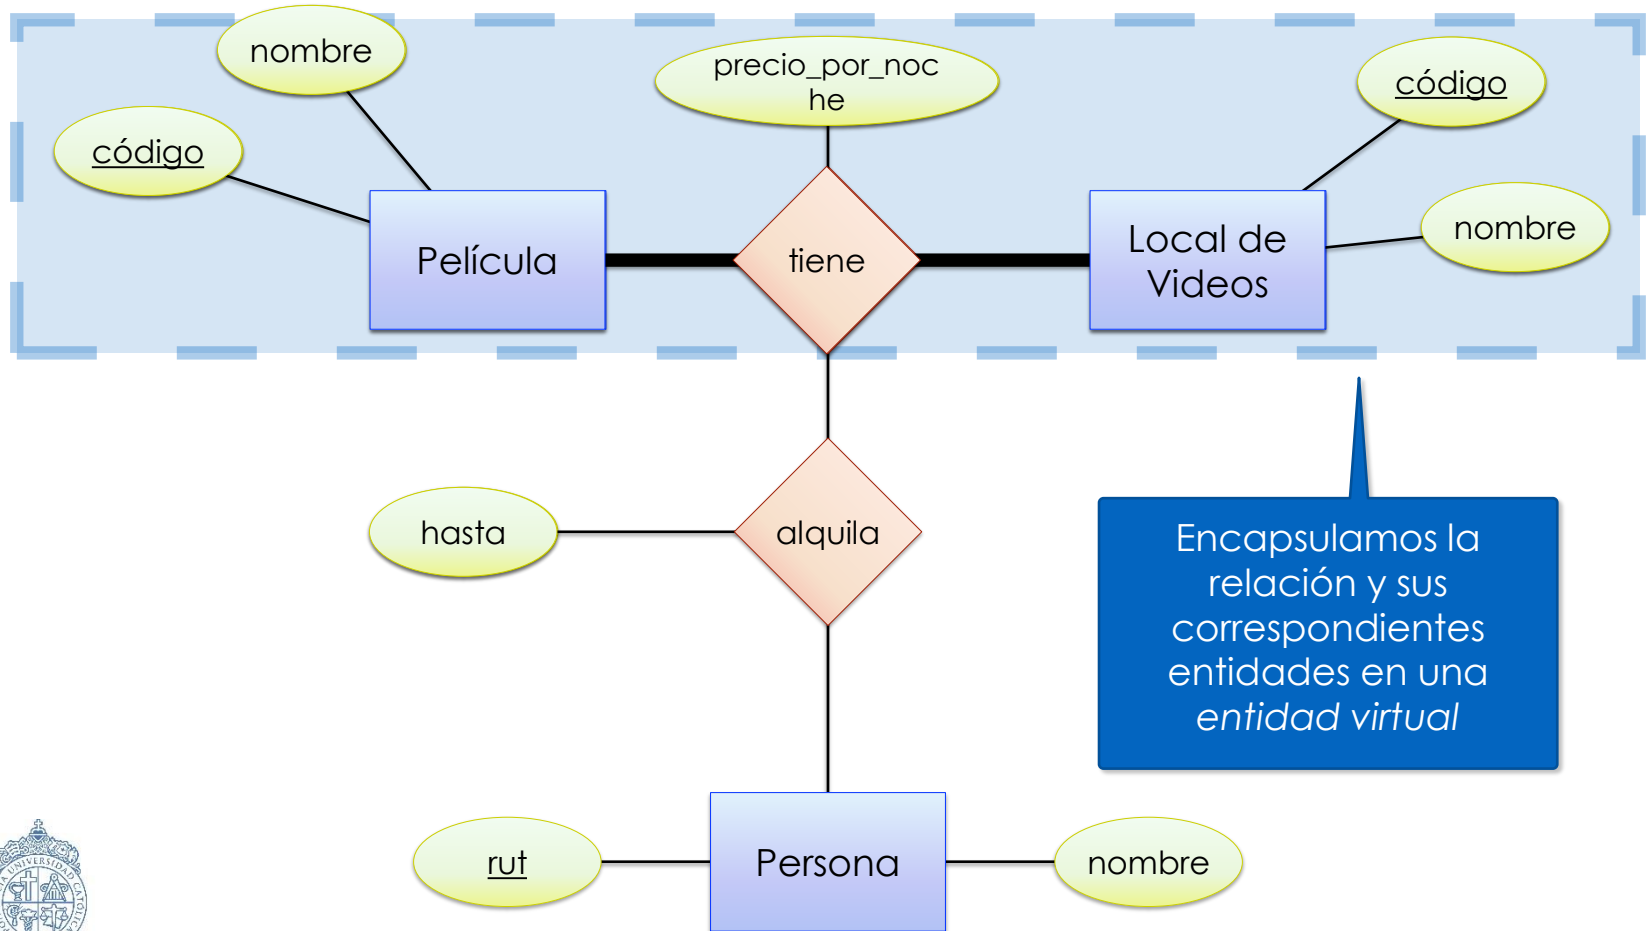 nombre
precio_por_noc
he
código
código
nombre
Película
tiene
Local de
Videos
hasta
alquila
Encapsulamos la
relación y sus
correspondientes
entidades en una
entidad virtual
rut
Persona
nombre